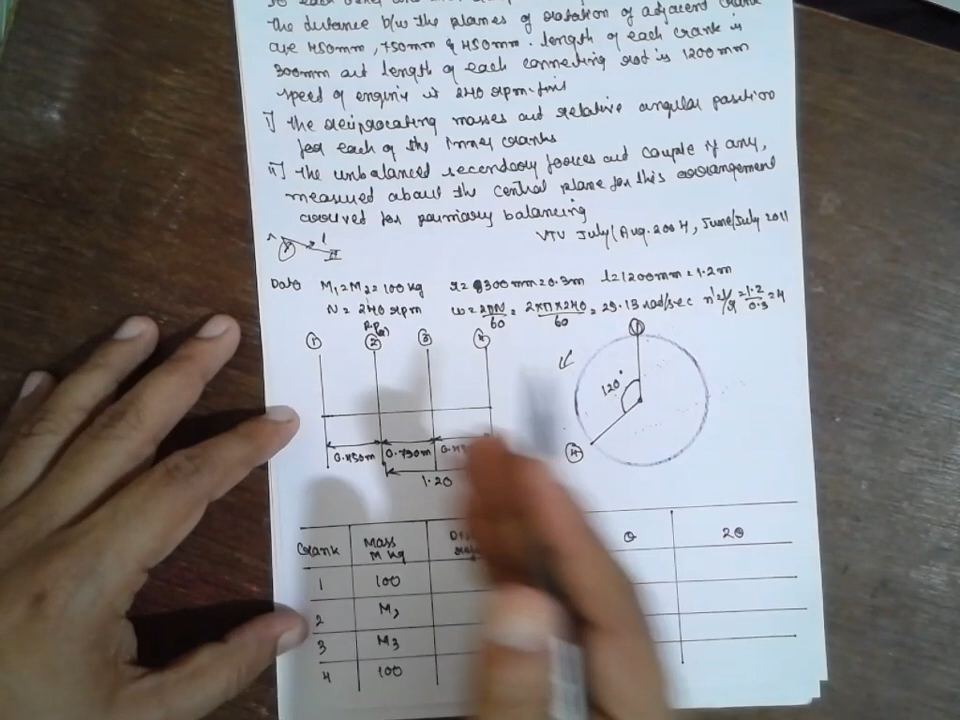 the distance b/w the planes of rotation of adjacent crank
are 450mm, 750mm & 450mm. length of each crank is
300mm and length of each connecting rod is 1200mm
speed of engine is 240 rpm. find
i] the reciprocating masses and relative angular position
for each of the inner cranks
ii] the unbalanced secondary forces and couple if any,
measured about the central plane for this arrangement
arrived for primary balancing
VTU July/Aug. 2004, June/July 2011
Data M1=M2=100 kg r= 300mm=0.3m l=1200mm=1.2m
N= 240 rpm ω=2πN/60 = 2×π×240/60 = 25.13 rad/sec n=l/r=1.2/0.3=4
R.P
1 2 3 4
1
120°
4
0.450m 0.750m
1.20
Crank Mass M kg θ 2θ
1 100
2 M2
3 M3
4 100